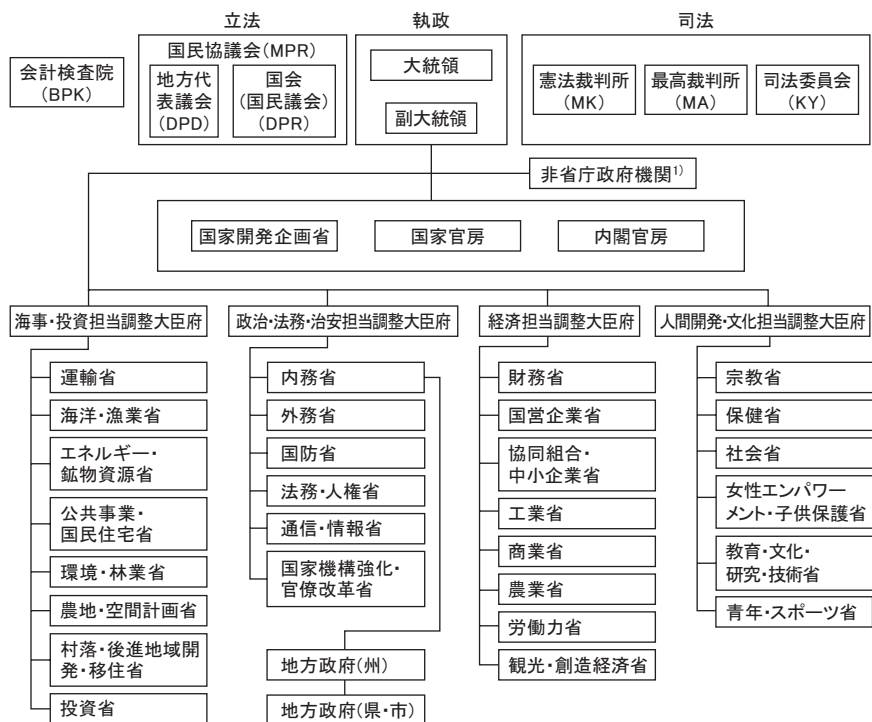 立法
執政
司法
会計検査院
(BPK)
国民協議会(MPR)
地方代
表議会
(DPD)
国会
(国民議会)
(DPR)
大統領
副大統領
憲法裁判所
(MK)
最高裁判所
(MA)
司法委員会
(KY)
非省庁政府機関1)
国家開発企画省
国家官房
内閣官房
海事・投資担当調整大臣府
運輸省
海洋・漁業省
エネルギー・
鉱物資源省
公共事業・
国民住宅省
環境・林業省
農地・空間計画省
村落・後進地域開
発・移住省
投資省
政治・法務・治安担当調整大臣府
内務省
外務省
国防省
法務・人権省
通信・情報省
国家機構強化・
官僚改革省
地方政府(州)
地方政府(県・市)
経済担当調整大臣府
財務省
国営企業省
協同組合・
中小企業省
工業省
商業省
農業省
労働力省
観光・創造経済省
人間開発・文化担当調整大臣府
宗教省
保健省
社会省
女性エンパワー
メント・子供保護省
教育・文化・
研究・技術省
青年・スポーツ省